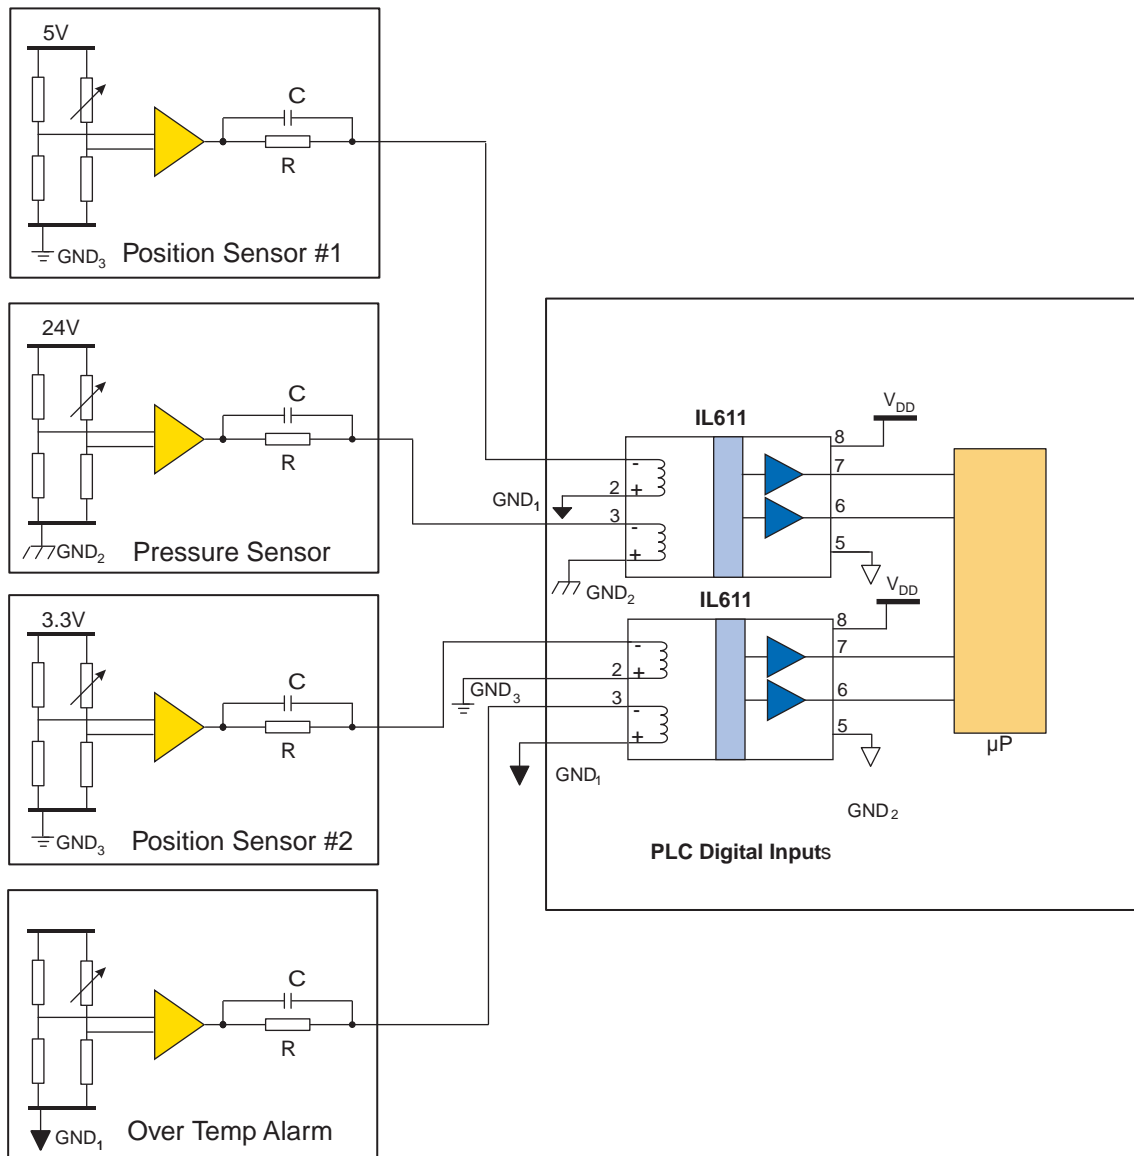 5V
C
R
GND3 Position Sensor #1
24V
C
R
GND2 Pressure Sensor
3.3V
C
R
GND3 Position Sensor #2
C
R
GND1 Over Temp Alarm
IL611
VDD
8
-
7
GND1
2 +
3
-
6
+
5
GND2
IL611
VDD
8
-
7
2 +
GND3
3
-
6
+
5
GND1
µP
GND2
PLC Digital Inputs